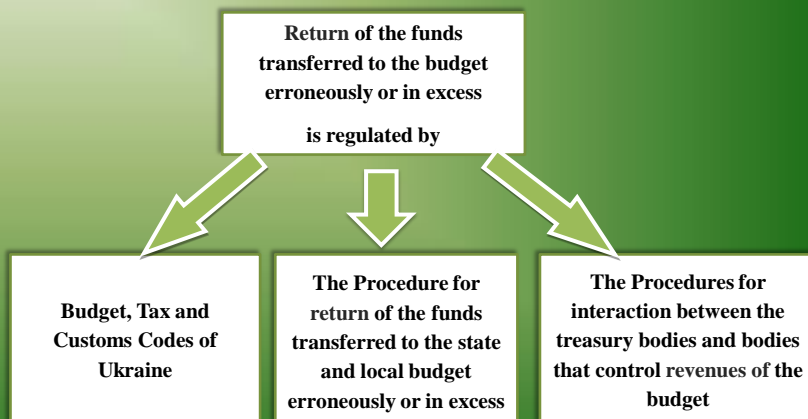 Return of the funds
transferred to the budget
erroneously or in excess
is regulated by
Budget, Tax and
Customs Codes of
Ukraine
The Procedure for
return of the funds
transferred to the state
and local budget
erroneously or in excess
The Procedures for
interaction between the
treasury bodies and bodies
that control revenues of the
budget